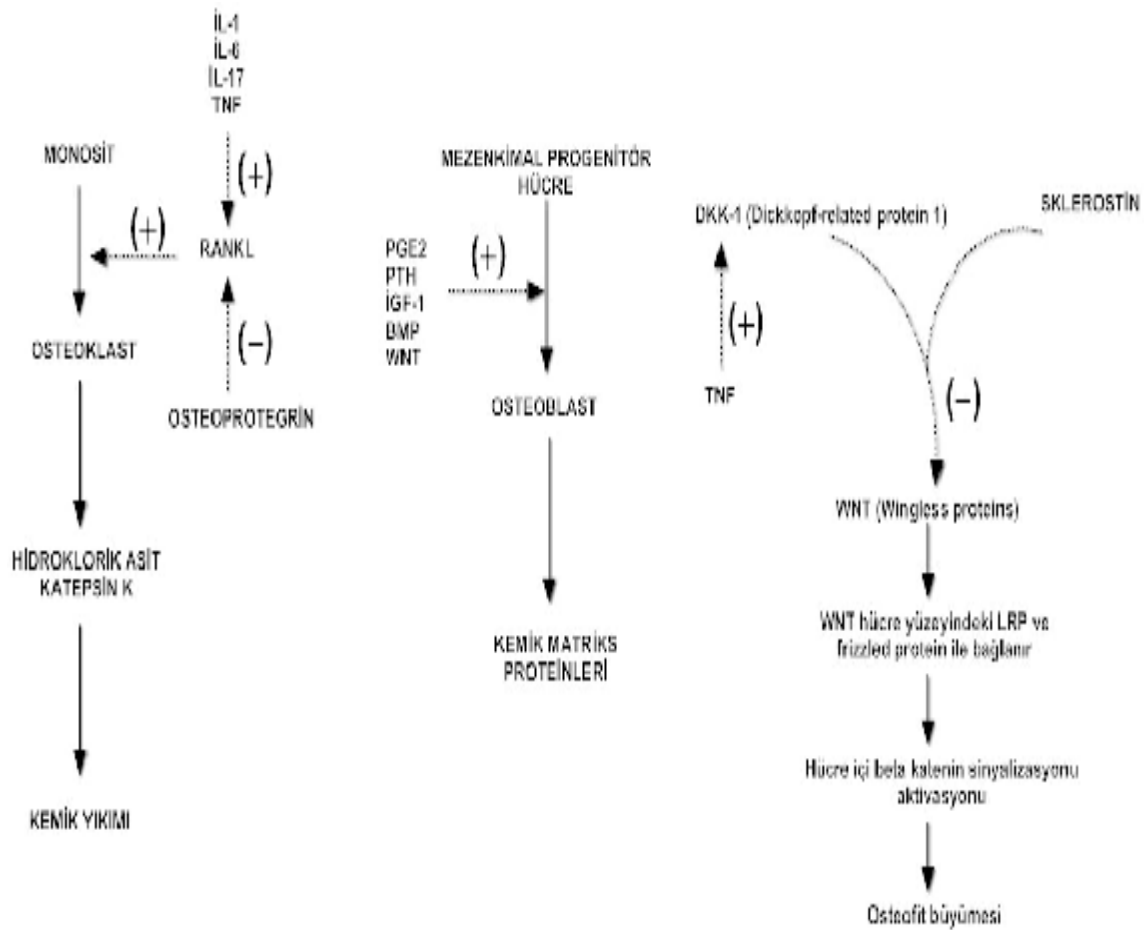 İL-1
İL-6
İL-17
TNF
(+)
MONOSİT
(+)
RANKL
OSTEOKLAST
(−)
OSTEOPROTEGRİN
HİDROKLORİK ASİT
KATEPSİN K
KEMİK YIKIMI
MEZENKİMAL PROGENİTÖR
HÜCRE
PGE2
PTH
İGF-1
BMP
WNT
(+)
OSTEOBLAST
KEMİK MATRİKS
PROTEİNLERİ
DKK-1 (Dickkopf-related protein 1)
SKLEROSTİN
(+)
TNF
(−)
WNT (Wingless proteins)
WNT hücre yüzeyindeki LRP ve
frizzled protein ile bağlanır
Hücre içi beta katenin sinyalizasyonu
aktivasyonu
Osteofit büyümesi